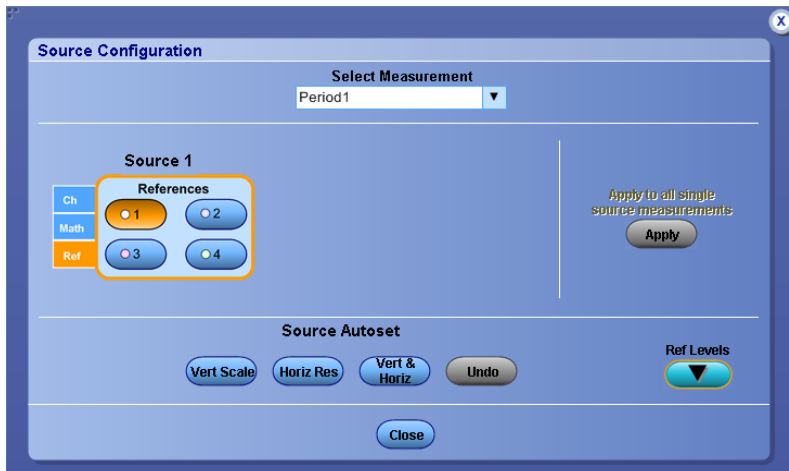 X
Source Configuration
Select Measurement
Period1
Source 1
References
Ch
Math
Ref
1
2
3
4
Apply to all single
source measurements
Apply
Source Autoset
Vert Scale
Horiz Res
Vert &
Horiz
Undo
Ref Levels
Close